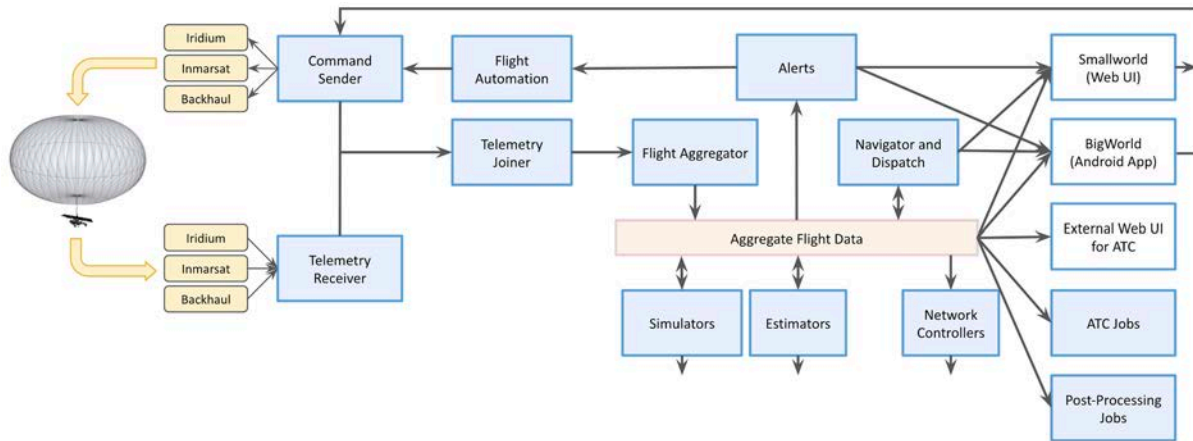 Iridium
Inmarsat
Backhaul
Command
Sender
Flight
Automation
Alerts
Smallworld
(Web UI)
Telemetry
Joiner
Flight Aggregator
Navigator and
Dispatch
BigWorld
(Android App)
Iridium
Inmarsat
Backhaul
Telemetry
Receiver
Aggregate Flight Data
External Web UI
for ATC
Simulators
Estimators
Network
Controllers
ATC Jobs
Post-Processing
Jobs